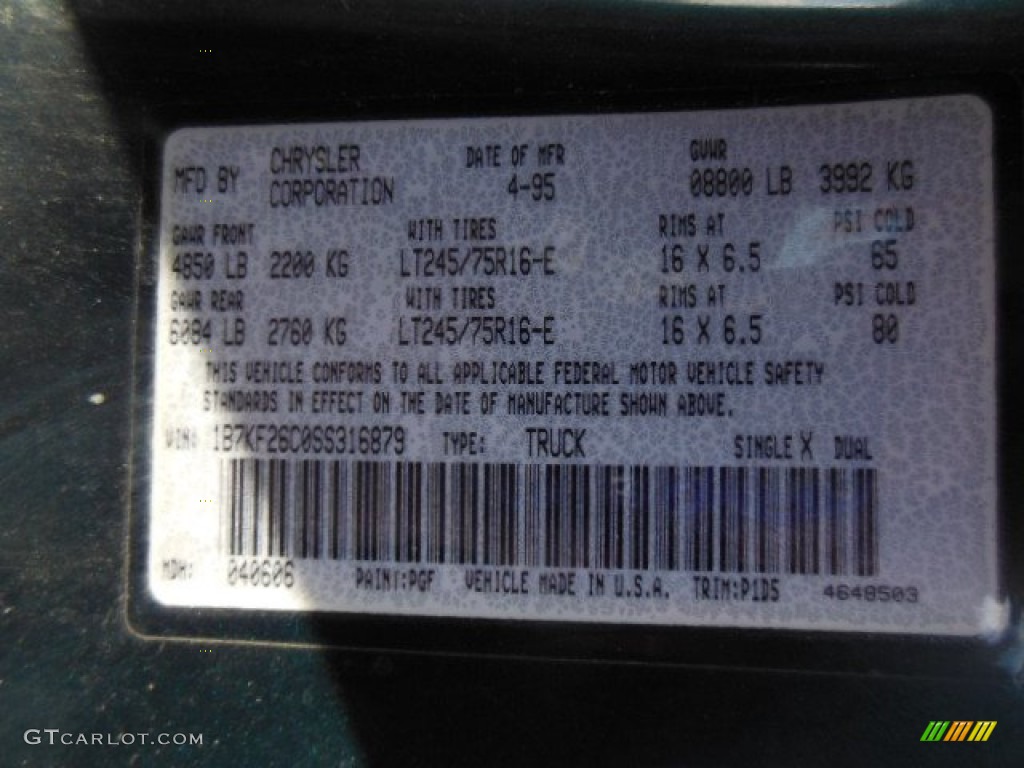 MFD BY CHRYSLER CORPORATION DATE OF MFR 4-95 GVWR 08800 LB 3992 KG
GAWR FRONT WITH TIRES RIMS AT PSI COLD
4850 LB 2200 KG LT245/75R16-E 16 X 6.5 65
GAWR REAR WITH TIRES RIMS AT PSI COLD
6084 LB 2760 KG LT245/75R16-E 16 X 6.5 80
THIS VEHICLE CONFORMS TO ALL APPLICABLE FEDERAL MOTOR VEHICLE SAFETY
STANDARDS IN EFFECT ON THE DATE OF MANUFACTURE SHOWN ABOVE.
VIN: 1B7KF26C0SS316879 TYPE: TRUCK SINGLE X DUAL
MDH: 040606 PAINT:PGF VEHICLE MADE IN U.S.A. TRIM:P1D5 4648503
GTCARLOT.COM